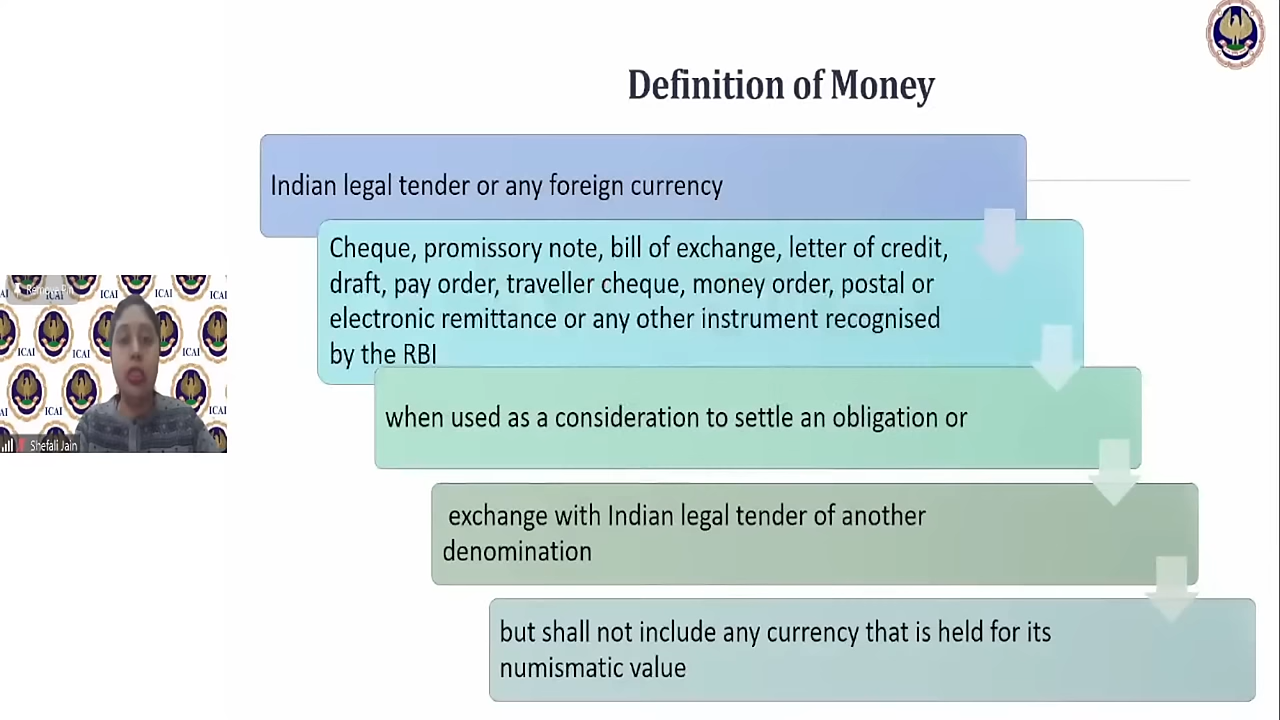 Definition of Money
Indian legal tender or any foreign currency
Cheque, promissory note, bill of exchange, letter of credit,
draft, pay order, traveller cheque, money order, postal or
electronic remittance or any other instrument recognised
by the RBI
when used as a consideration to settle an obligation or
exchange with Indian legal tender of another
denomination
but shall not include any currency that is held for its
numismatic value
ICAI ICAI ICAI
ICAI ICAI ICAI
ICAI ICAI
Shefali Jain